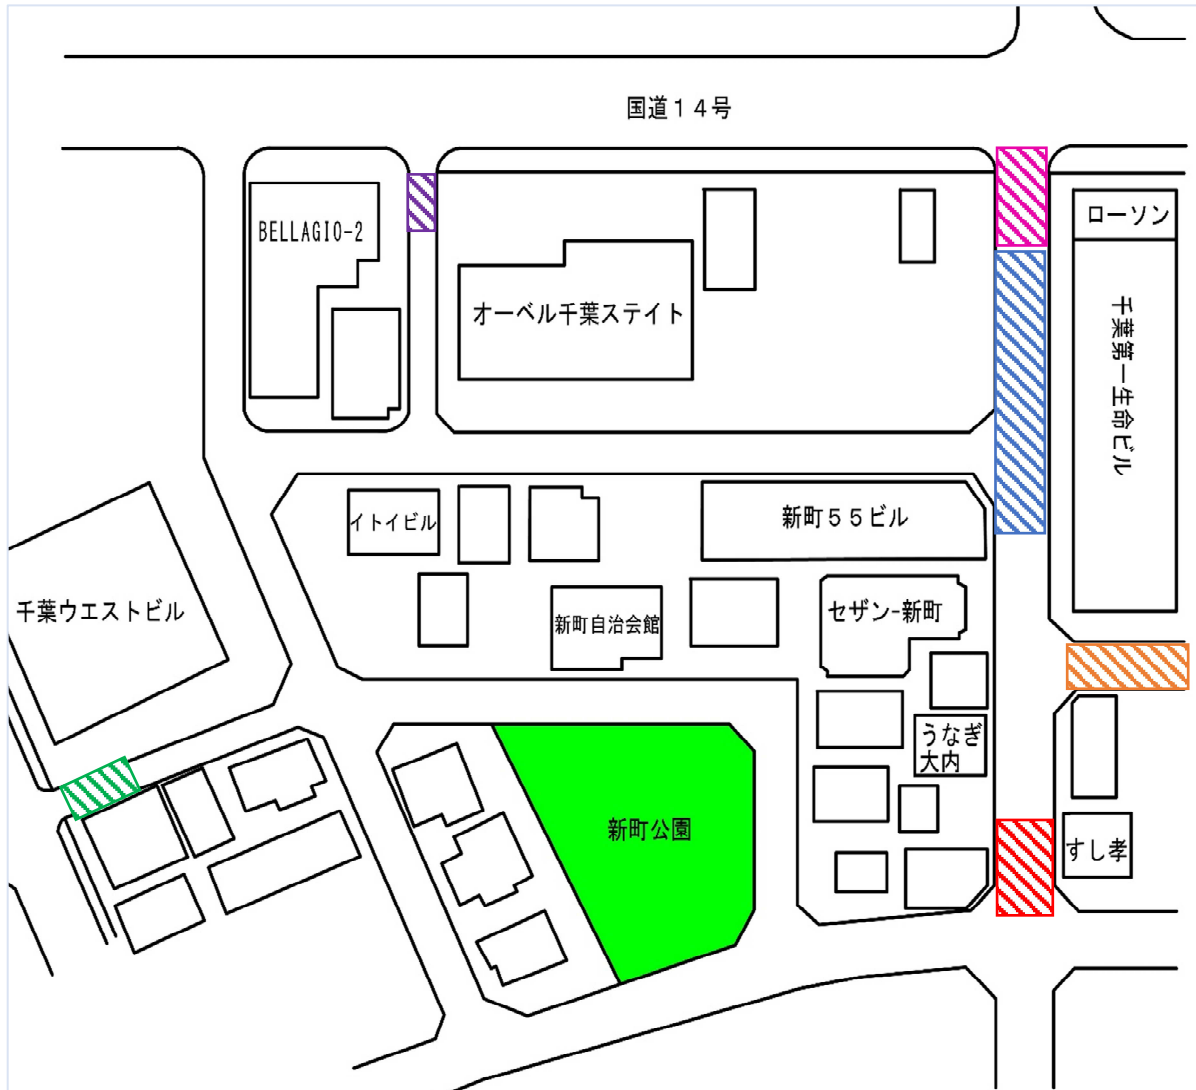 国道１４号
ローソン
BELLAGIO-2
オーベル千葉ステイト
千葉第一生命ビル
イトイビル
新町５５ビル
千葉ウエストビル
新町自治会館
セザン-新町
うなぎ
大内
新町公園
すし孝